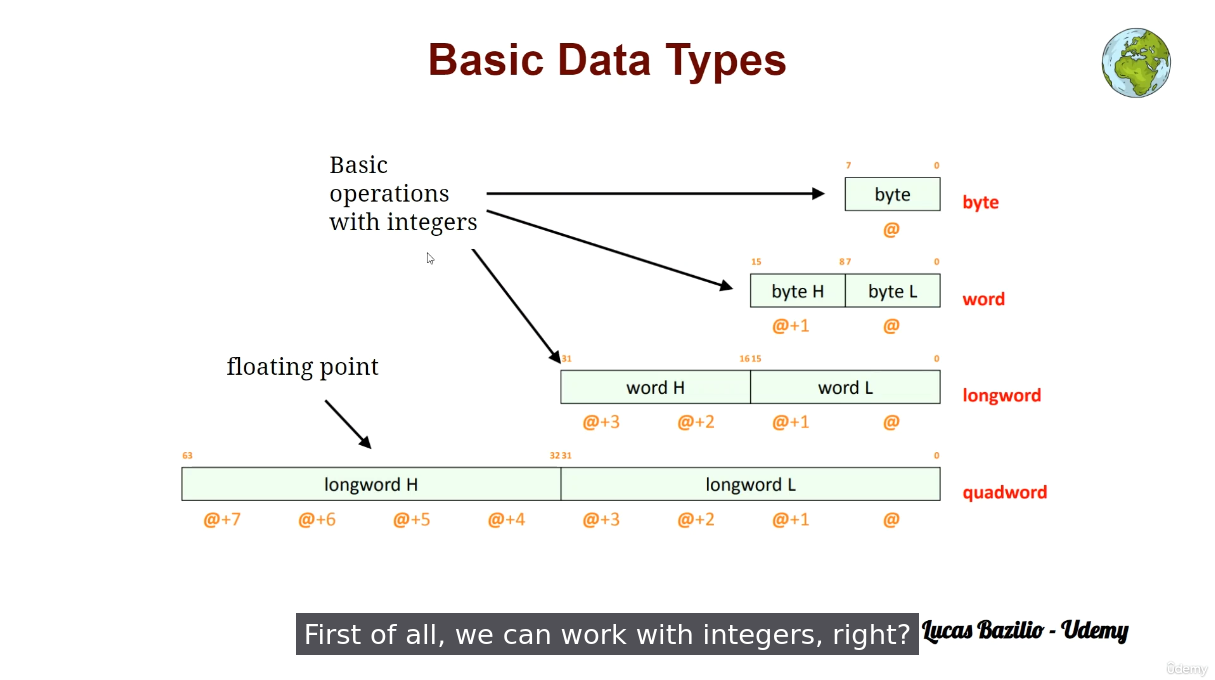 Basic Data Types
Basic
operations
with integers
7 0
byte
byte
@
15 8 7 0
byte H byte L
word
@+1 @
floating point
31 16 15 0
word H word L
longword
@+3 @+2 @+1 @
63 32 31 0
longword H longword L
quadword
@+7 @+6 @+5 @+4 @+3 @+2 @+1 @
First of all, we can work with integers, right?
Lucas Bazilio - Udemy
ûdemy